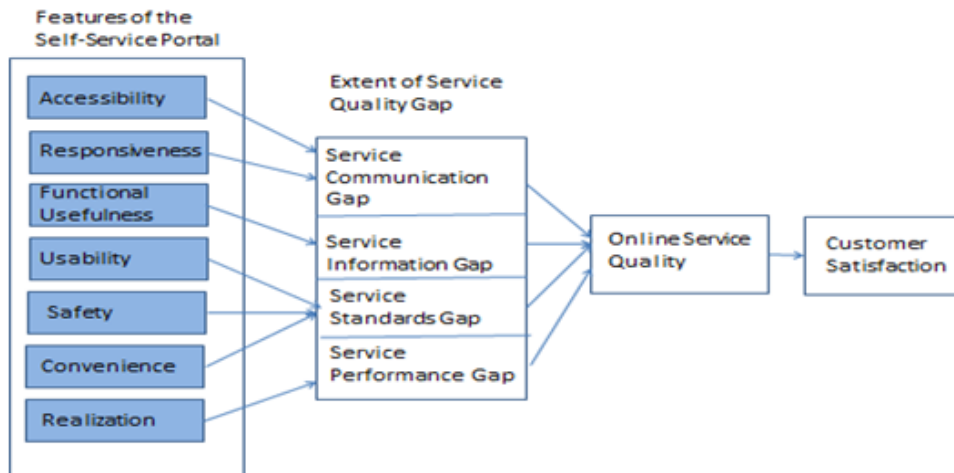 Features of the
Self-Service Portal
Accessibility
Responsiveness
Functional
Usefulness
Usability
Safety
Convenience
Realization
Extent of Service
Quality Gap
Service
Communication
Gap
Service
Information Gap
Service
Standards Gap
Service
Performance Gap
Online Service
Quality
Customer
Satisfaction